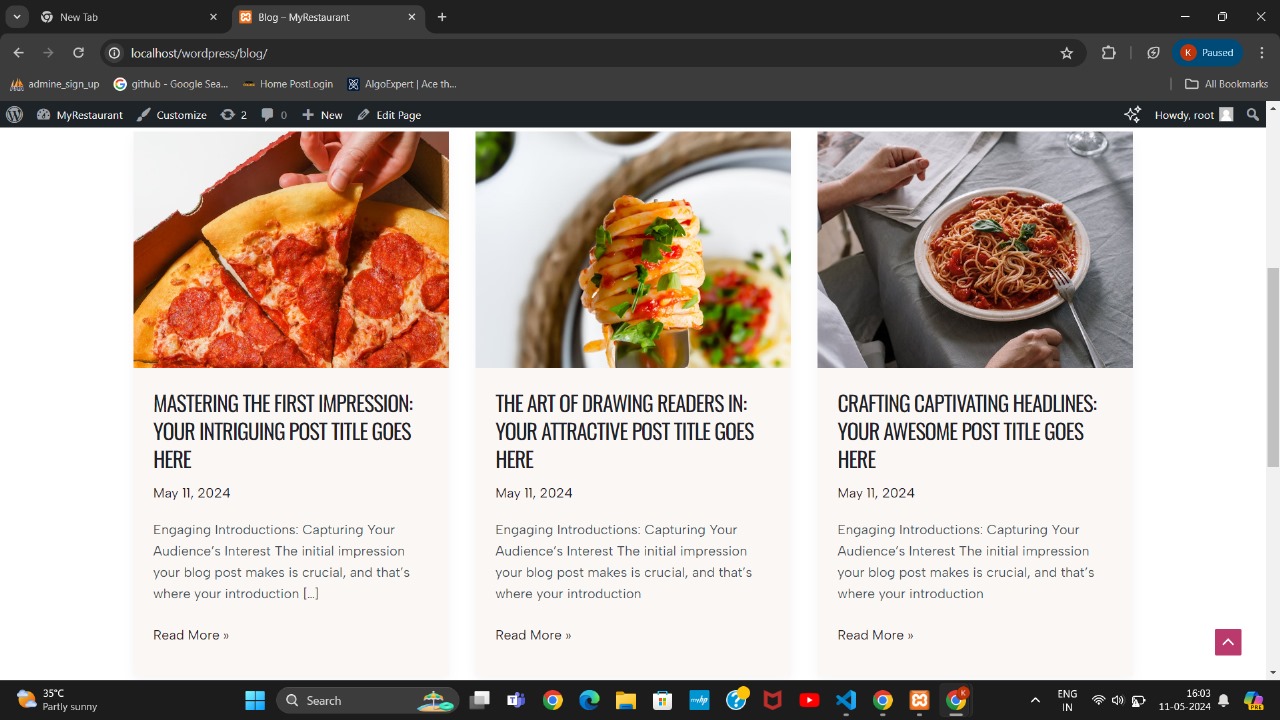 New Tab
Blog – MyRestaurant
localhost/wordpress/blog/
K Paused
admine_sign_up
github - Google Sea...
Home PostLogin
AlgoExpert | Ace th...
All Bookmarks
MyRestaurant
Customize
2
0
New
Edit Page
Howdy, root
MASTERING THE FIRST IMPRESSION:
YOUR INTRIGUING POST TITLE GOES
HERE
May 11, 2024
Engaging Introductions: Capturing Your
Audience’s Interest The initial impression
your blog post makes is crucial, and that’s
where your introduction […]
Read More »
THE ART OF DRAWING READERS IN:
YOUR ATTRACTIVE POST TITLE GOES
HERE
May 11, 2024
Engaging Introductions: Capturing Your
Audience’s Interest The initial impression
your blog post makes is crucial, and that’s
where your introduction
Read More »
CRAFTING CAPTIVATING HEADLINES:
YOUR AWESOME POST TITLE GOES
HERE
May 11, 2024
Engaging Introductions: Capturing Your
Audience’s Interest The initial impression
your blog post makes is crucial, and that’s
where your introduction
Read More »
35°C
Partly sunny
Search
myhp
K
ENG
IN
16:03
11-05-2024
PRE